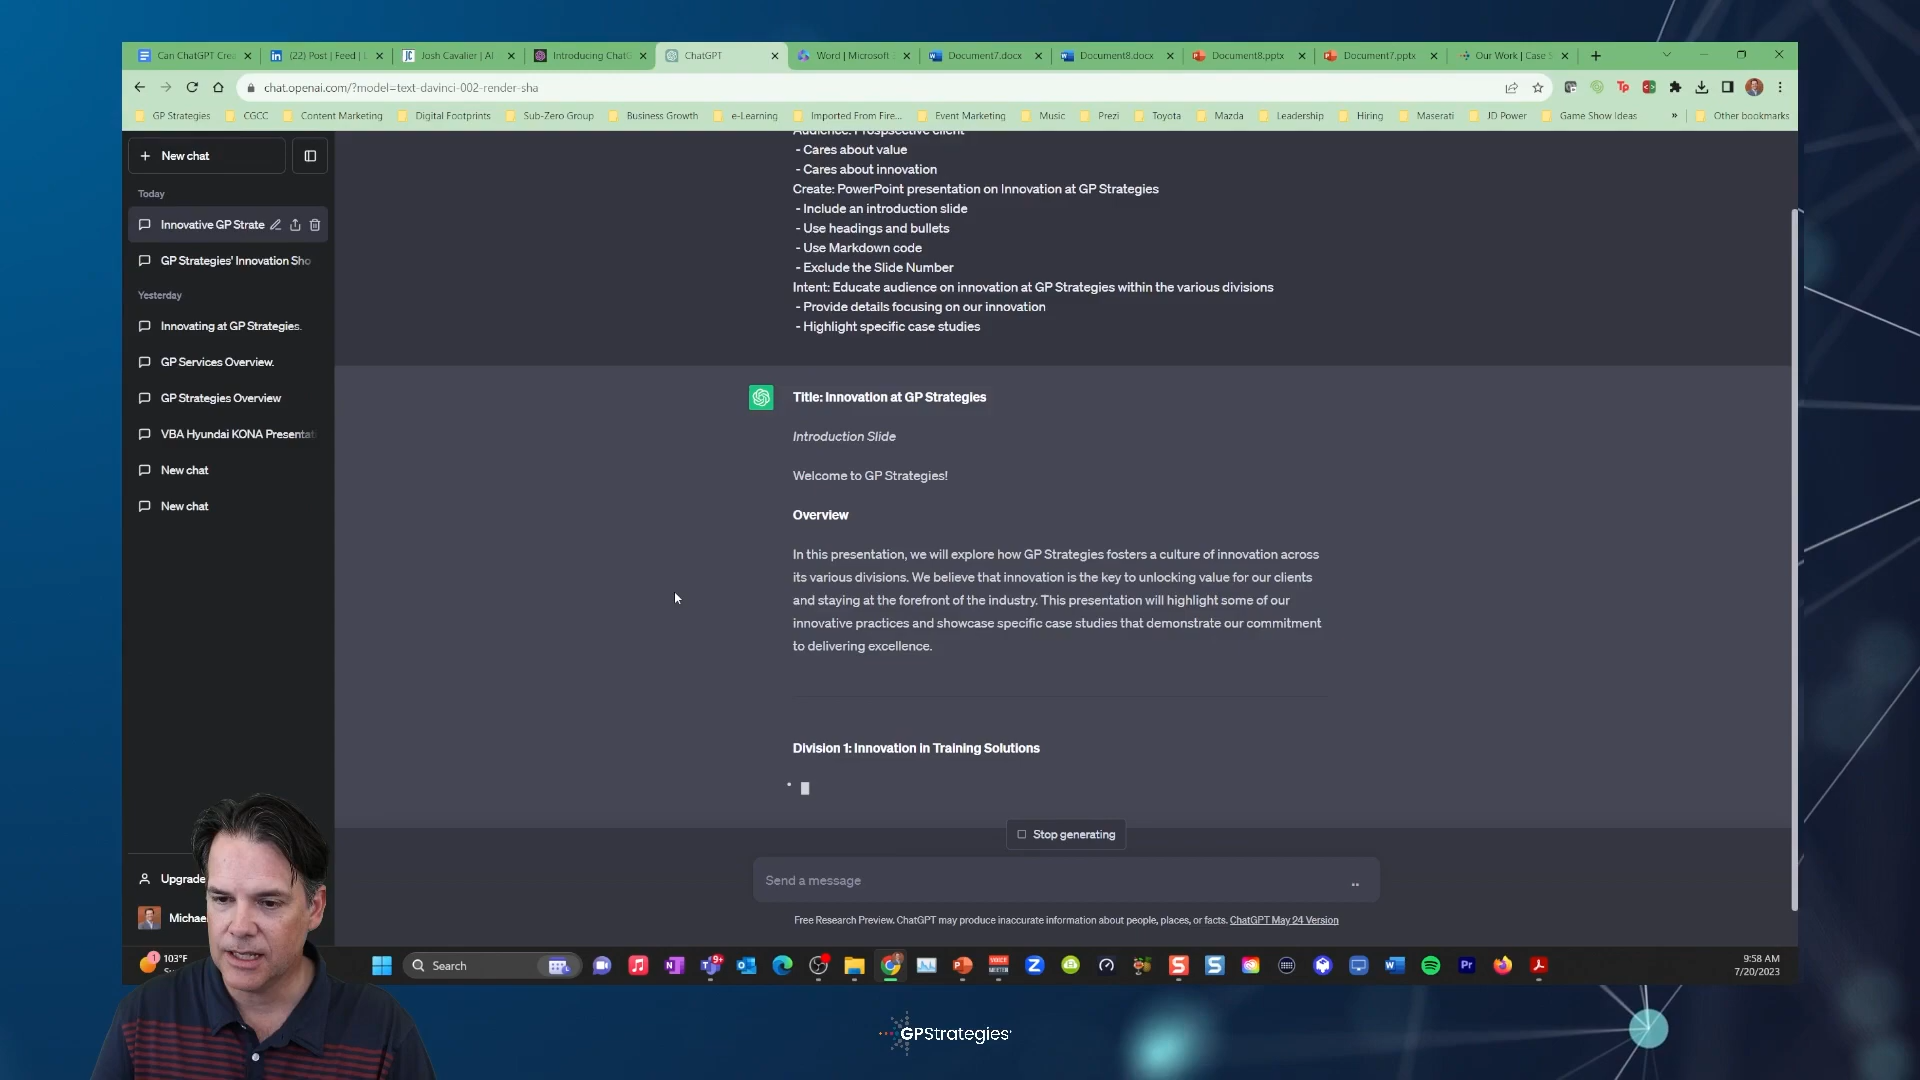 Can ChatGPT Crea
(22) Post | Feed | L
Josh Cavalier | AI
Introducing ChatG
ChatGPT
Word | Microsoft
Document7.docx
Document8.docx
Document8.pptx
Document7.pptx
Our Work | Case S
chat.openai.com/?model=text-davinci-002-render-sha
GP Strategies
CGCC
Content Marketing
Digital Footprints
Sub-Zero Group
Business Growth
e-Learning
Imported From Fire...
Event Marketing
Music
Prezi
Toyota
Mazda
Leadership
Hiring
Maserati
JD Power
Game Show Ideas
»
Other bookmarks
+ New chat
Today
Innovative GP Strate
GP Strategies' Innovation Sho
Yesterday
Innovating at GP Strategies.
GP Services Overview.
GP Strategies Overview
VBA Hyundai KONA Presentat
New chat
New chat
Upgrade
Michae
Audience: Prospsective client
- Cares about value
- Cares about innovation
Create: PowerPoint presentation on Innovation at GP Strategies
- Include an introduction slide
- Use headings and bullets
- Use Markdown code
- Exclude the Slide Number
Intent: Educate audience on innovation at GP Strategies within the various divisions
- Provide details focusing on our innovation
- Highlight specific case studies
Title: Innovation at GP Strategies
Introduction Slide
Welcome to GP Strategies!
Overview
In this presentation, we will explore how GP Strategies fosters a culture of innovation across
its various divisions. We believe that innovation is the key to unlocking value for our clients
and staying at the forefront of the industry. This presentation will highlight some of our
innovative practices and showcase specific case studies that demonstrate our commitment
to delivering excellence.
Division 1: Innovation in Training Solutions
Stop generating
Send a message
Free Research Preview. ChatGPT may produce inaccurate information about people, places, or facts. ChatGPT May 24 Version
103°F
Search
9:58 AM
7/20/2023
GPStrategies